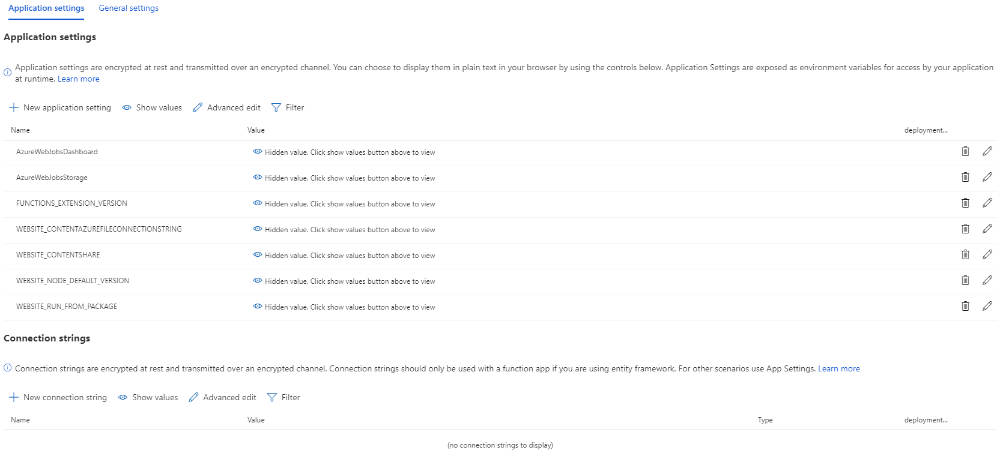 Application settings General settings
Application settings
Application settings are encrypted at rest and transmitted over an encrypted channel. You can choose to display them in plain text in your browser by using the controls below. Application Settings are exposed as environment variables for access by your application
at runtime. Learn more
New application setting Show values Advanced edit Filter
Name Value deployment...
AzureWebJobsDashboard Hidden value. Click show values button above to view
AzureWebJobsStorage Hidden value. Click show values button above to view
FUNCTIONS_EXTENSION_VERSION Hidden value. Click show values button above to view
WEBSITE_CONTENTAZUREFILECONNECTIONSTRING Hidden value. Click show values button above to view
WEBSITE_CONTENTSHARE Hidden value. Click show values button above to view
WEBSITE_NODE_DEFAULT_VERSION Hidden value. Click show values button above to view
WEBSITE_RUN_FROM_PACKAGE Hidden value. Click show values button above to view
Connection strings
Connection strings are encrypted at rest and transmitted over an encrypted channel. Connection strings should only be used with a function app if you are using entity framework. For other scenarios use App Settings. Learn more
New connection string Show values Advanced edit Filter
Name Value Type deployment...
(no connection strings to display)